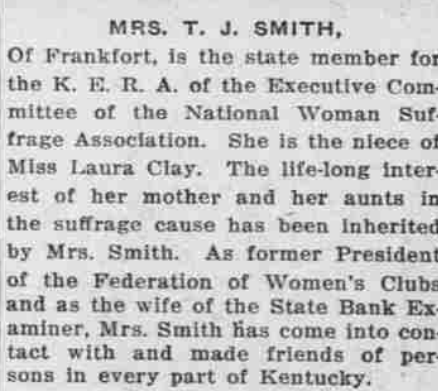 MRS. T. J. SMITH,
Of Frankfort, is the state member for
the K. E. R. A. of the Executive Com-
mittee of the National Woman Suf-
frage Association. She is the niece of
Miss Laura Clay. The life-long inter-
est of her mother and her aunts in
the suffrage cause has been inherited
by Mrs. Smith. As former President
of the Federation of Women's Clubs
and as the wife of the State Bank Ex-
aminer, Mrs. Smith has come into con-
tact with and made friends of per-
sons in every part of Kentucky.